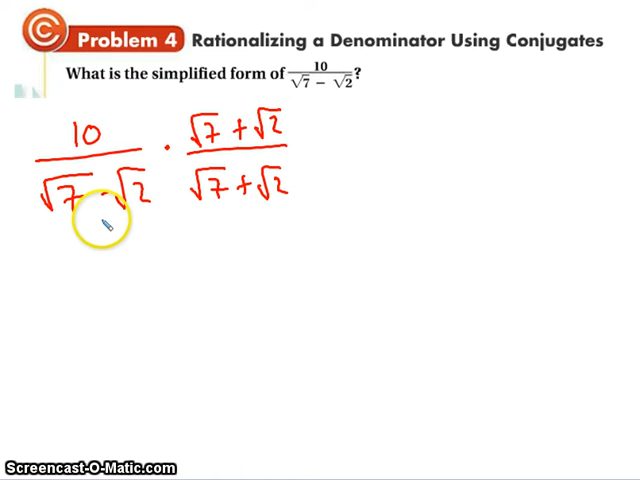 C Problem 4 Rationalizing a Denominator Using Conjugates
What is the simplified form of 10/(√7 − √2)?
10/(√7 - √2) · (√7 + √2)/(√7 + √2)
Screencast-O-Matic.com